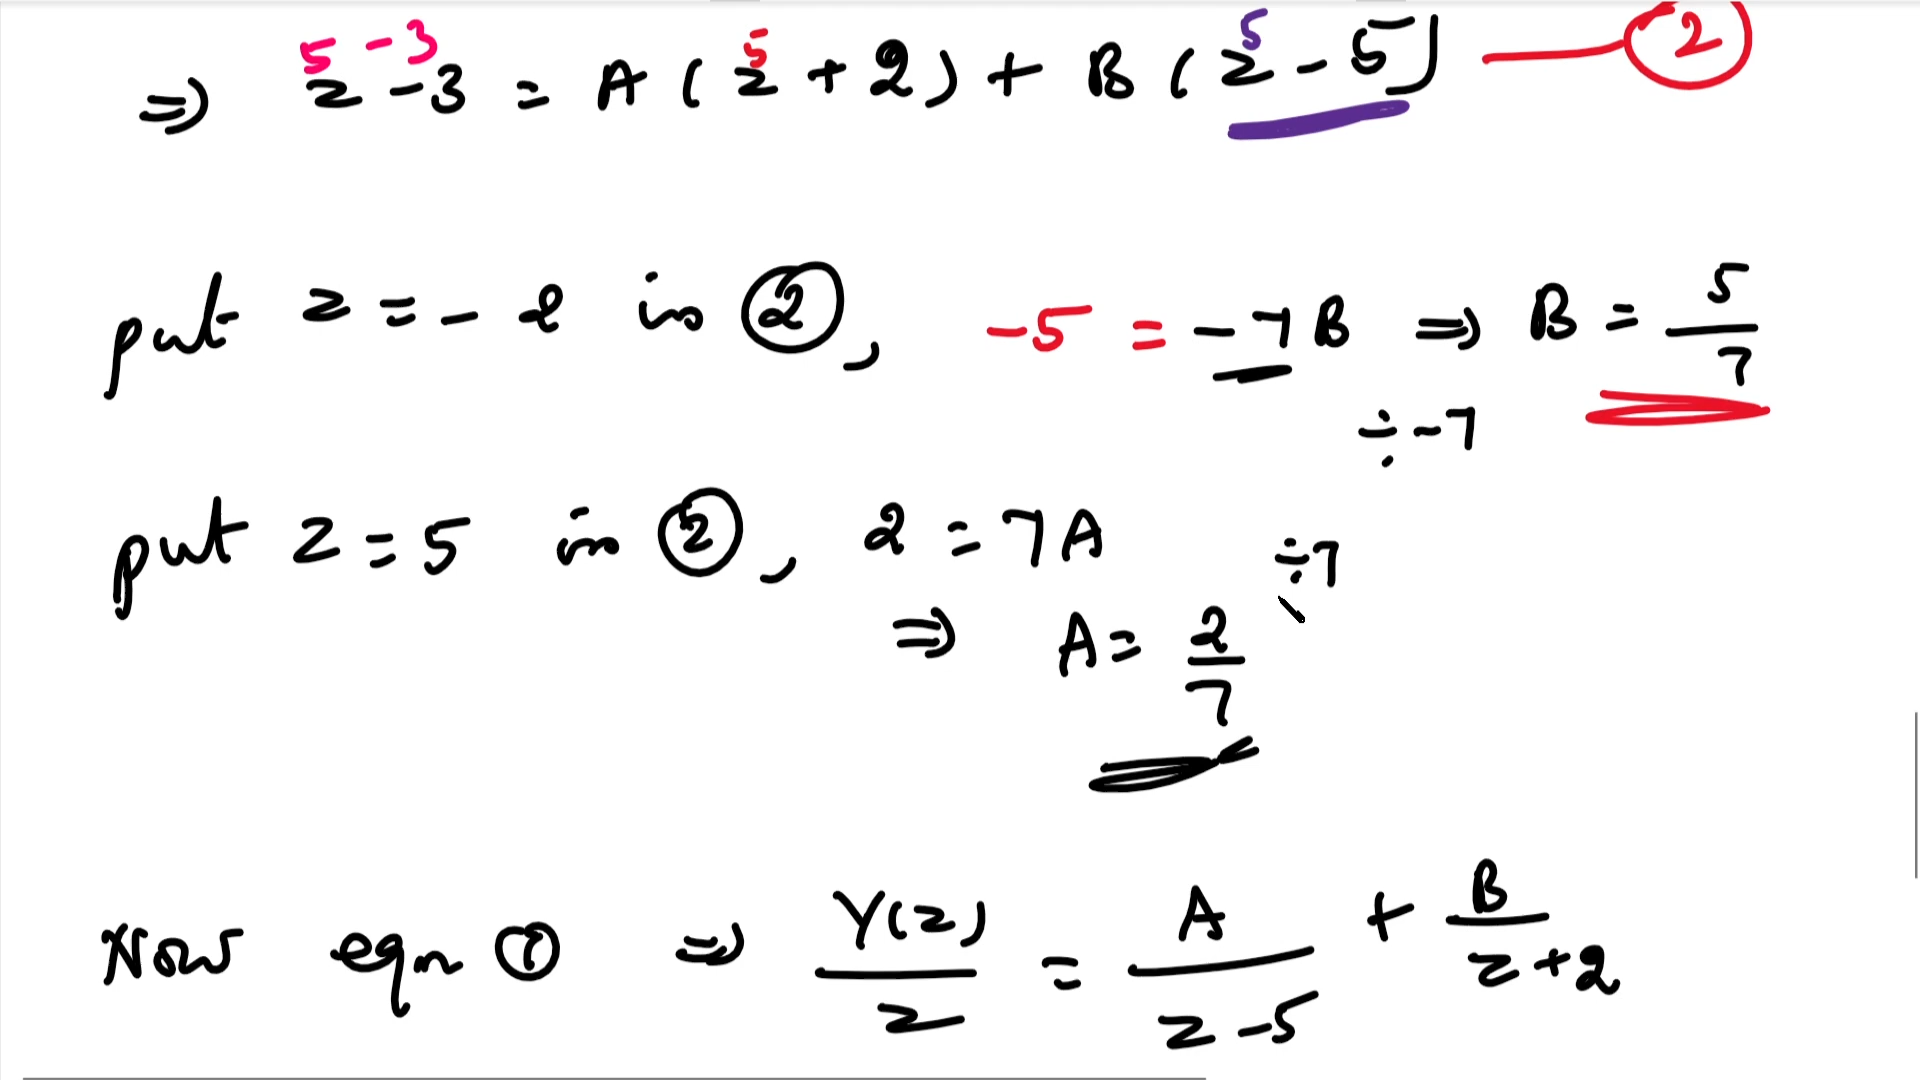 5 - 3 5 5
⇒ z - 3 = A ( z + 2 ) + B ( z - 5 ) — 2
put z = - 2 in 2 , -5 = -7B ⇒ B = 5/7
÷ -7
put z = 5 in 2 , 2 = 7A ÷7
⇒ A = 2/7
Now eqn 1 ⇒ Y(z)/z = A/z-5 + B/z+2